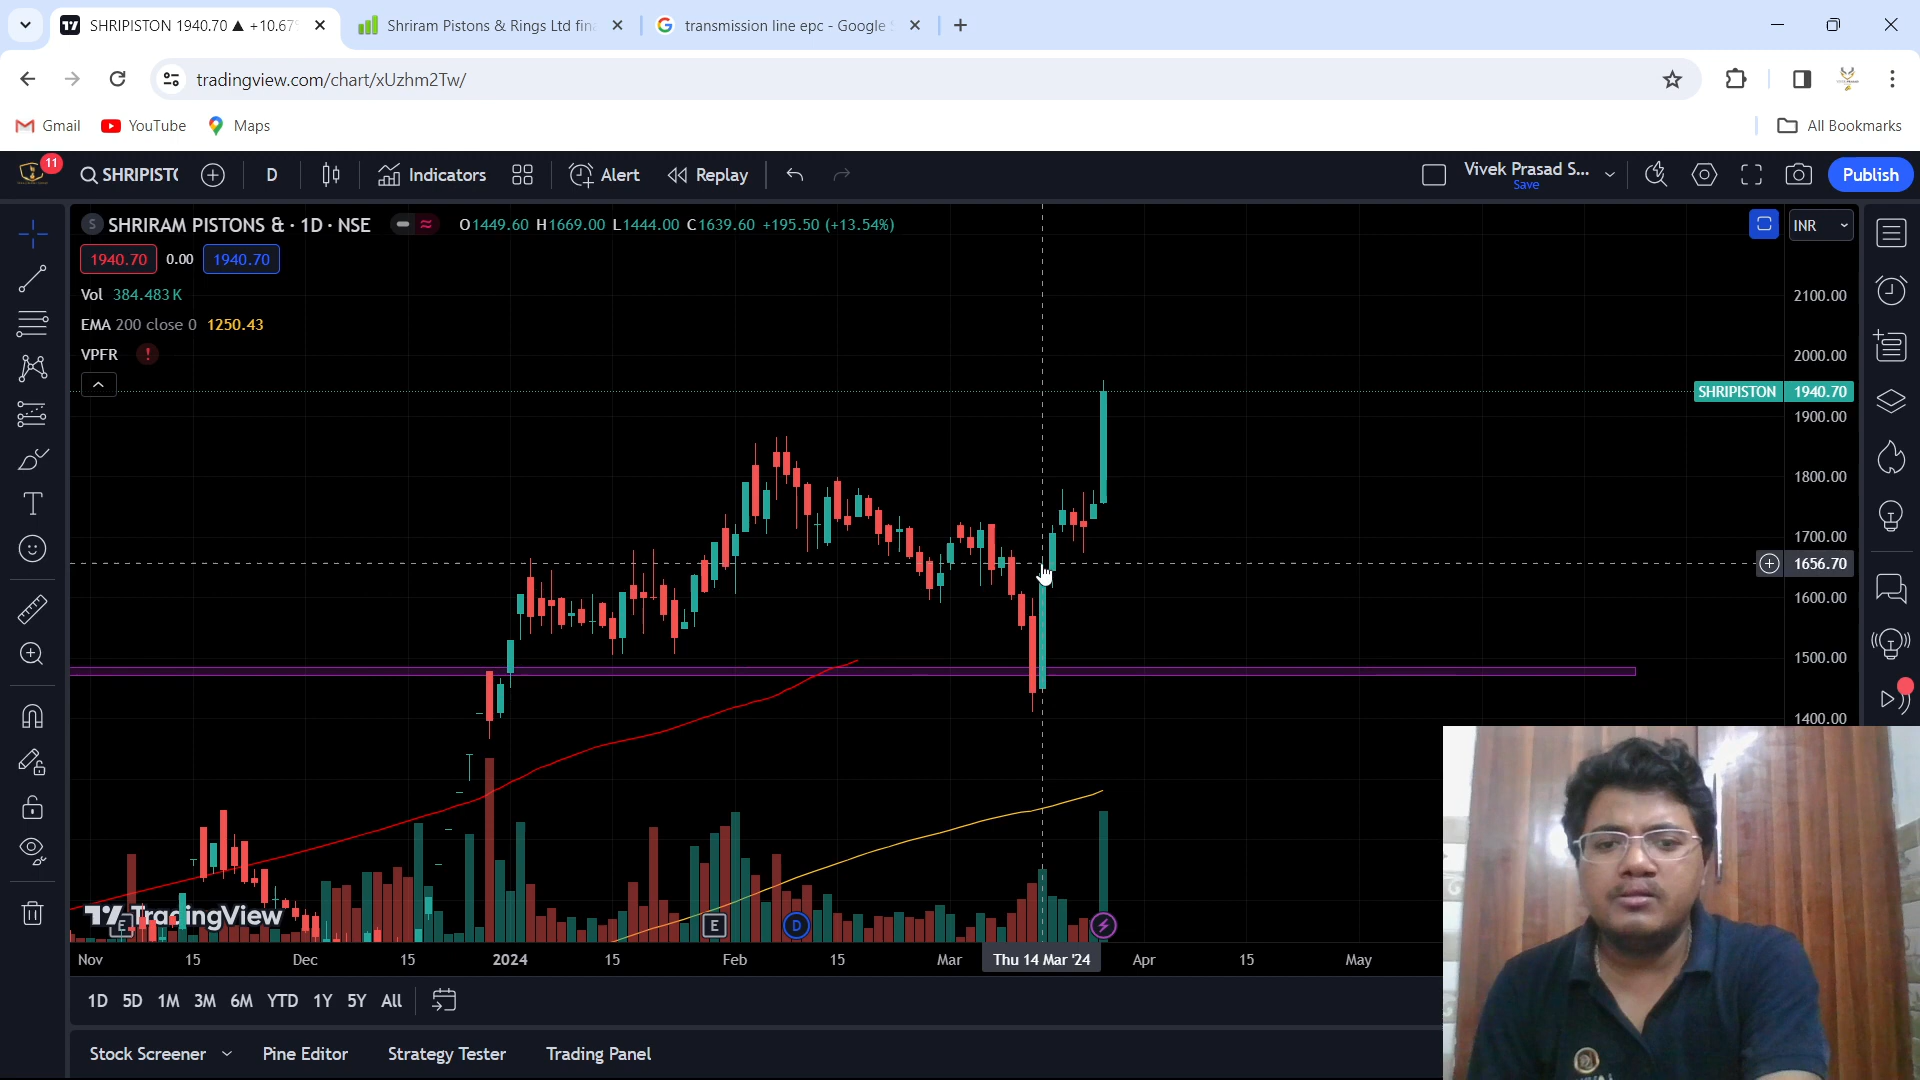 SHRIPISTON 1940.70 ▲ +10.67%
Shriram Pistons & Rings Ltd fin
transmission line epc - Google S
tradingview.com/chart/xUzhm2Tw/
Gmail
YouTube
Maps
All Bookmarks
11
SHRIPISTO
D
Indicators
Alert
Replay
Vivek Prasad S...
Save
Publish
S SHRIRAM PISTONS & · 1D · NSE
O1449.60 H1669.00 L1444.00 C1639.60 +195.50 (+13.54%)
INR
1940.70 0.00 1940.70
Vol 384.483 K
EMA 200 close 0 1250.43
VPFR !
2100.00
2000.00
SHRIPISTON 1940.70
1900.00
1800.00
1700.00
1656.70
1600.00
1500.00
1400.00
TradingView
E
E
D
Nov 15 Dec 15 2024 15 Feb 15 Mar Thu 14 Mar '24 Apr 15 May
1D 5D 1M 3M 6M YTD 1Y 5Y All
Stock Screener Pine Editor Strategy Tester Trading Panel